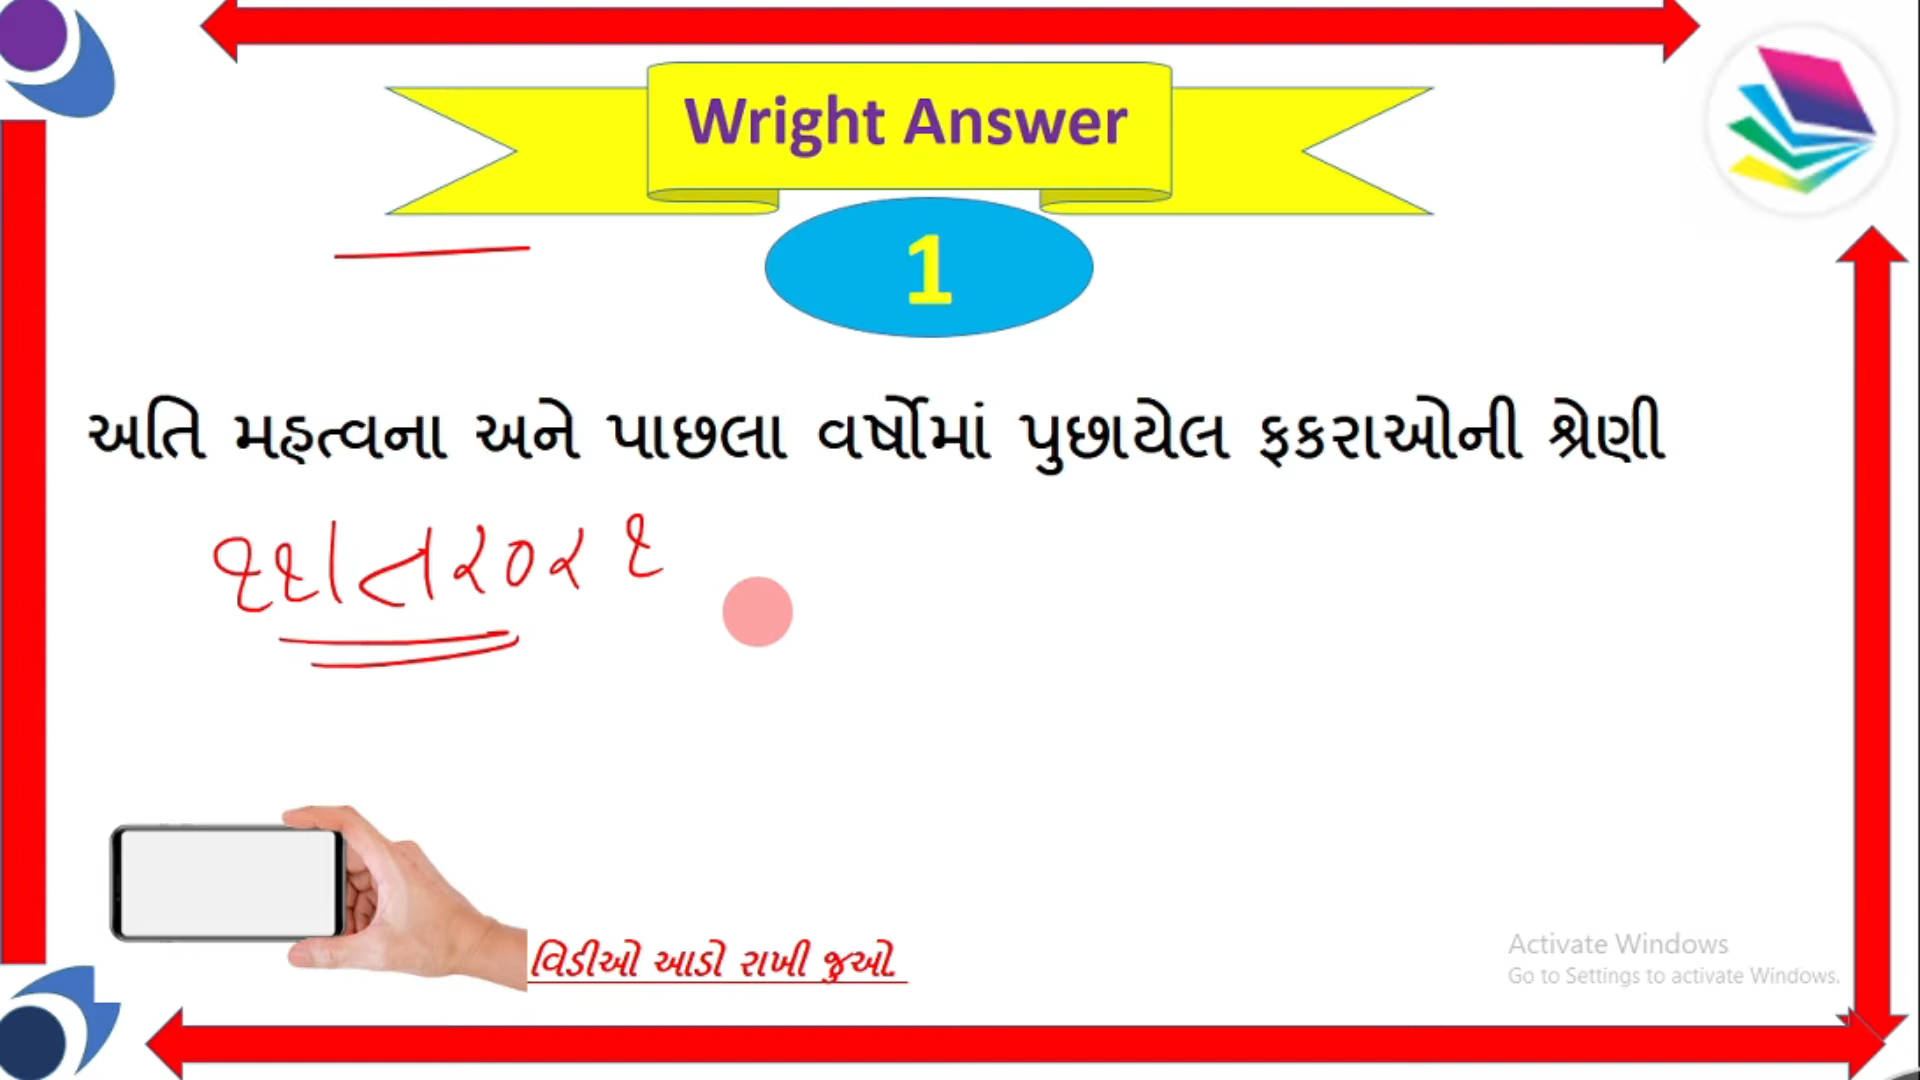 Wright Answer
1
અતિ મહત્વના અને પાછલા વર્ષોમાં પુછાયેલ ફકરાઓની શ્રેણી
વિડીઓ આડો રાખી જુઓ.
Activate Windows
Go to Settings to activate Windows.